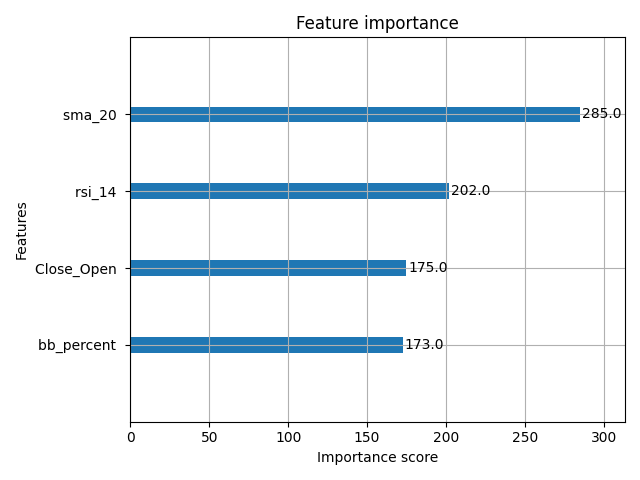 Feature importance
Features
sma_20
285.0
rsi_14
202.0
Close_Open
175.0
bb_percent
173.0
0 50 100 150 200 250 300
Importance score